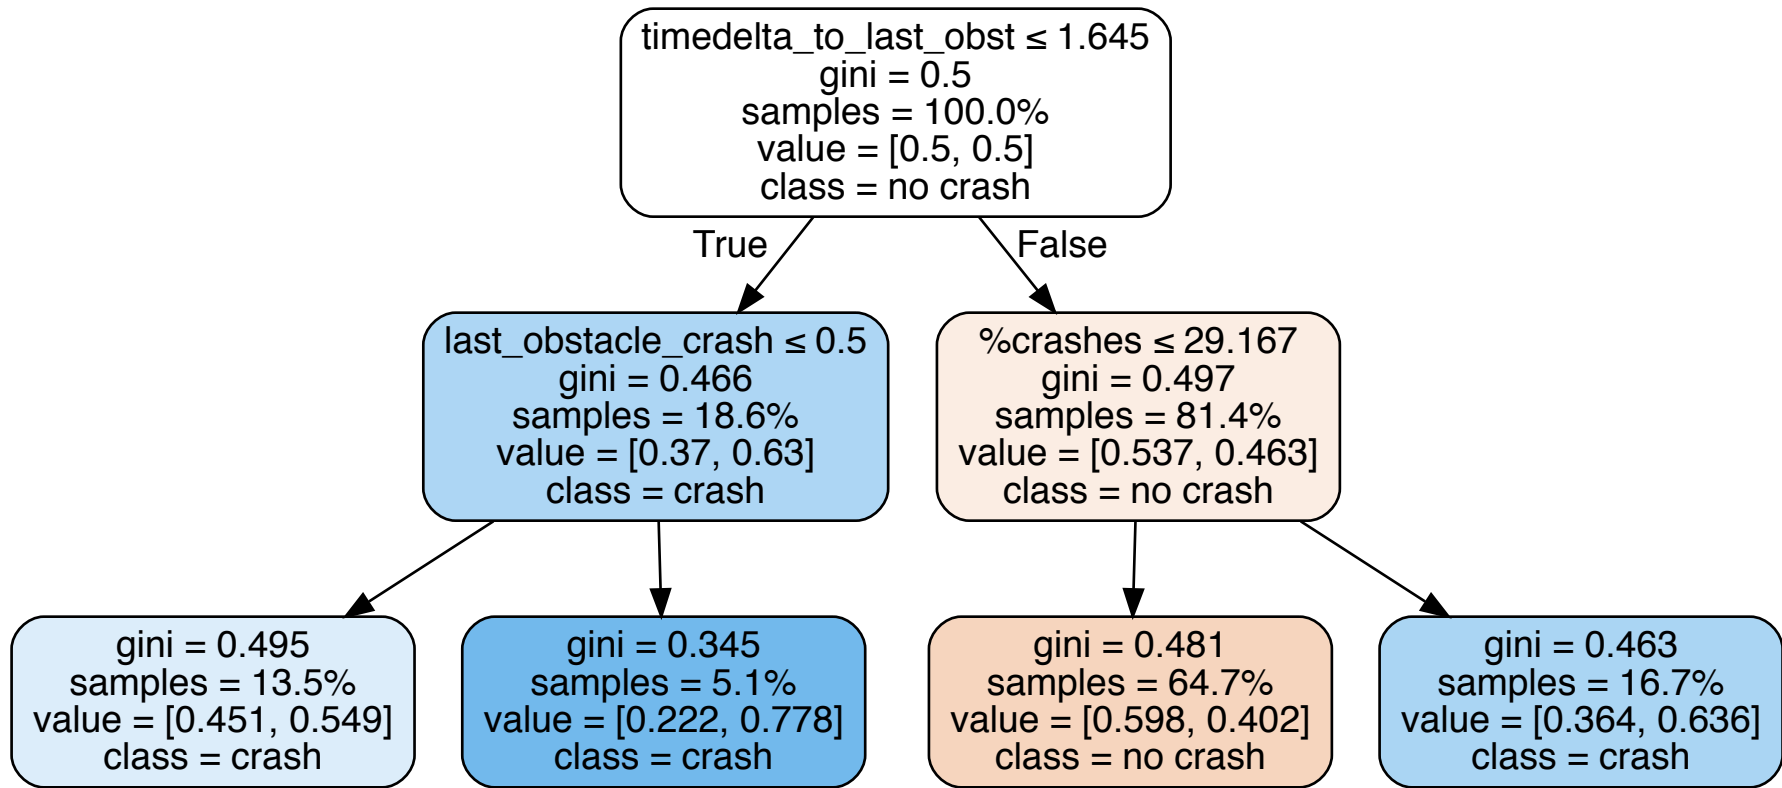 timedelta_to_last_obst ≤ 1.645
gini = 0.5
samples = 100.0%
value = [0.5, 0.5]
class = no crash
True
False
last_obstacle_crash ≤ 0.5
gini = 0.466
samples = 18.6%
value = [0.37, 0.63]
class = crash
%crashes ≤ 29.167
gini = 0.497
samples = 81.4%
value = [0.537, 0.463]
class = no crash
gini = 0.495
samples = 13.5%
value = [0.451, 0.549]
class = crash
gini = 0.345
samples = 5.1%
value = [0.222, 0.778]
class = crash
gini = 0.481
samples = 64.7%
value = [0.598, 0.402]
class = no crash
gini = 0.463
samples = 16.7%
value = [0.364, 0.636]
class = crash